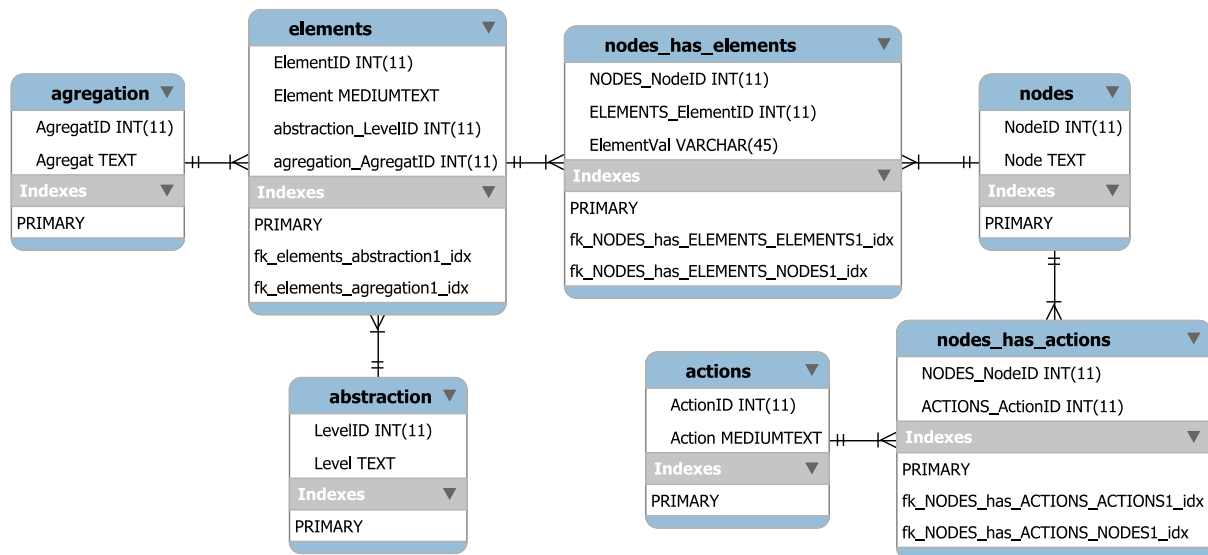 agregation
AgregatID INT(11)
Agregat TEXT
Indexes
PRIMARY
elements
ElementID INT(11)
Element MEDIUMTEXT
abstraction_LevelID INT(11)
agregation_AgregatID INT(11)
Indexes
PRIMARY
fk_elements_abstraction1_idx
fk_elements_agregation1_idx
nodes_has_elements
NODES_NodeID INT(11)
ELEMENTS_ElementID INT(11)
ElementVal VARCHAR(45)
Indexes
PRIMARY
fk_NODES_has_ELEMENTS_ELEMENTS1_idx
fk_NODES_has_ELEMENTS_NODES1_idx
nodes
NodeID INT(11)
Node TEXT
Indexes
PRIMARY
abstraction
LevelID INT(11)
Level TEXT
Indexes
PRIMARY
actions
ActionID INT(11)
Action MEDIUMTEXT
Indexes
PRIMARY
nodes_has_actions
NODES_NodeID INT(11)
ACTIONS_ActionID INT(11)
Indexes
PRIMARY
fk_NODES_has_ACTIONS_ACTIONS1_idx
fk_NODES_has_ACTIONS_NODES1_idx